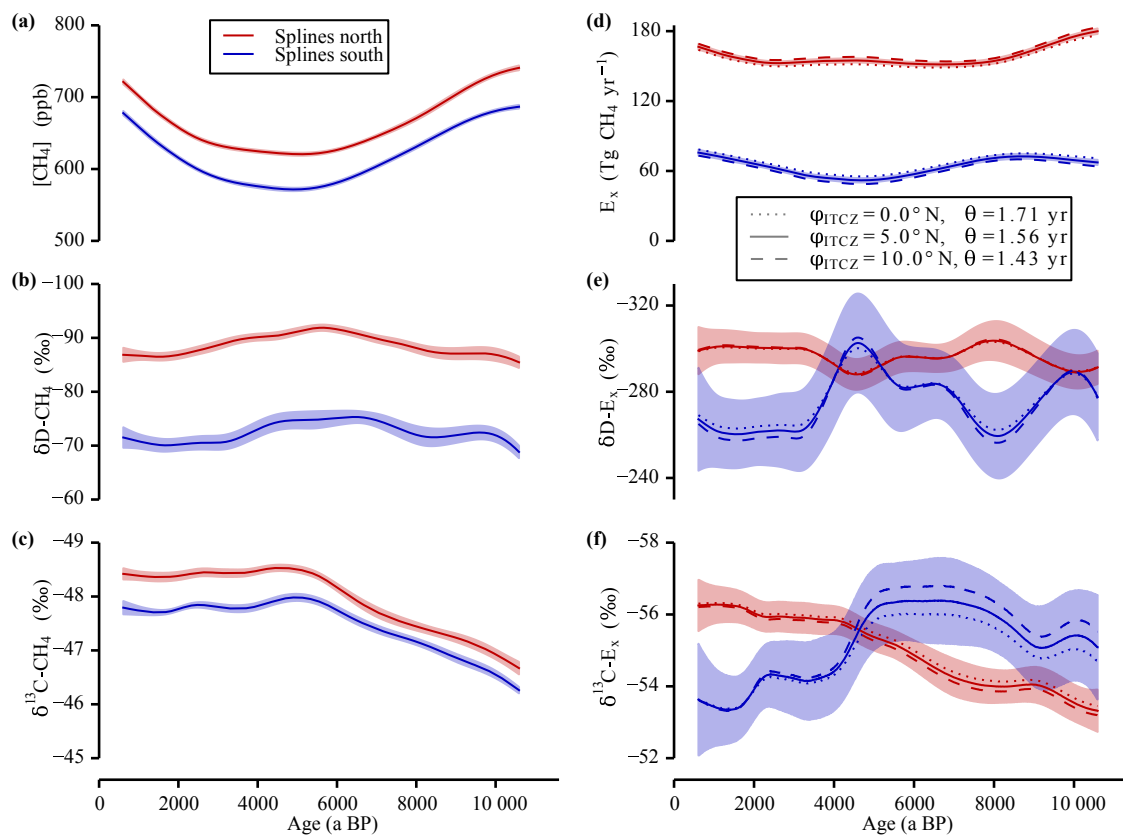 (a)
800
700
600
500
[CH₄] (ppb)
Splines north
Splines south
(b)
−100
−90
−80
−70
−60
δD-CH₄ (‰)
(c)
−49
−48
−47
−46
−45
δ¹³C-CH₄ (‰)
0 2000 4000 6000 8000 10 000
Age (a BP)
(d)
180
120
60
0
Eₓ (Tg CH₄ yr⁻¹)
φ_ITCZ = 0.0° N, θ = 1.71 yr
φ_ITCZ = 5.0° N, θ = 1.56 yr
φ_ITCZ = 10.0° N, θ = 1.43 yr
(e)
−320
−280
−240
δD-Eₓ (‰)
(f)
−58
−56
−54
−52
δ¹³C-Eₓ (‰)
0 2000 4000 6000 8000 10 000
Age (a BP)